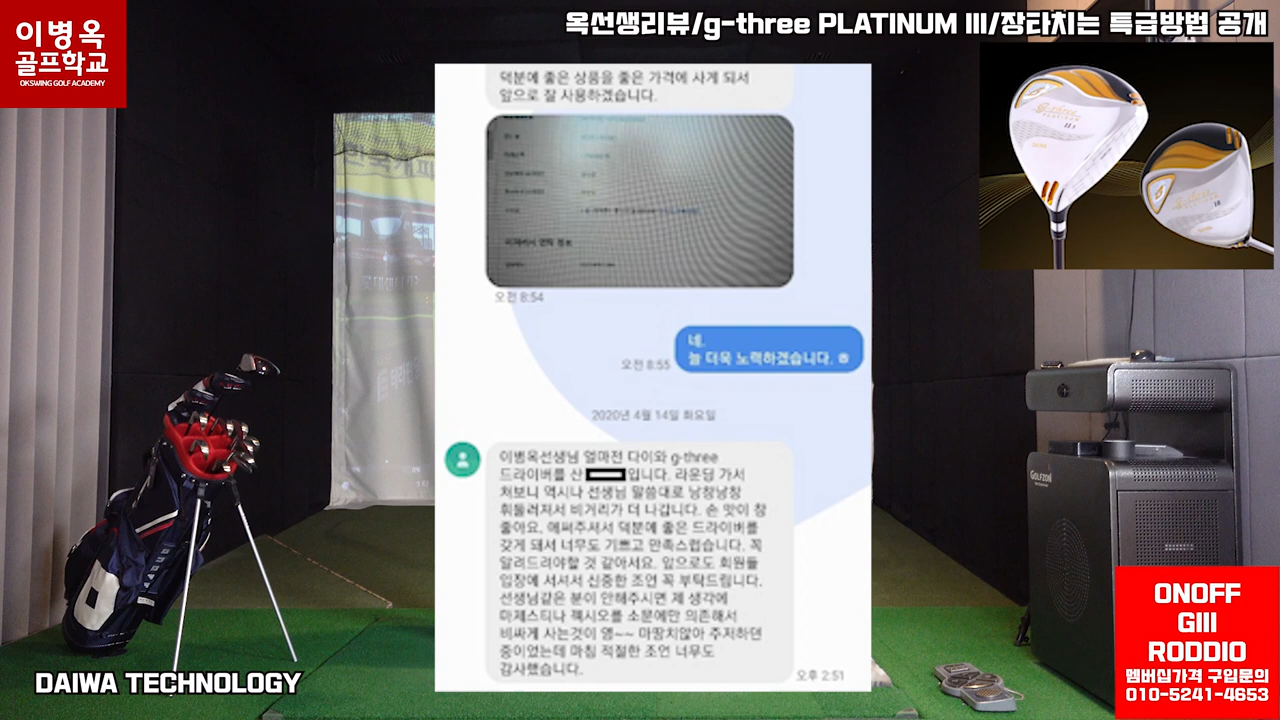 이병옥
골프학교
OKSWING GOLF ACADEMY
옥선생리뷰/g-three PLATINUM III/장타치는 특급방법 공개
덕분에 좋은 상품을 좋은 가격에 사게 되서
앞으로 잘 사용하겠습니다.
오전 8:54
네.
늘 더욱 노력하겠습니다. ㅎ
오전 8:55
2020년 4월 14일 화요일
이병옥선생님 얼마전 다이와 g-three
드라이버를 산 입니다. 라운딩 가서
쳐보니 역시나 선생님 말씀대로 낭창낭창
휘둘러져서 비거리가 더 나갑니다. 손 맛이 참
좋아요. 애써주셔서 덕분에 좋은 드라이버를
갖게 돼서 너무도 기쁘고 만족스럽습니다. 꼭
알려드려야할 것 같아서요. 앞으로도 회원들
입장에 서셔서 신중한 조언 꼭 부탁드립니다.
선생님같은 분이 안해주시면 제 생각에
마제스티나 젝시오를 소문에만 의존해서
비싸게 사는것이 영~~ 마땅치않아 주저하던
중이었는데 마침 적절한 조언 너무도
감사했습니다.
오후 2:51
GOLFZON
DAIWA TECHNOLOGY
ONOFF
GIII
RODDIO
멤버십가격 구입문의
010-5241-4653